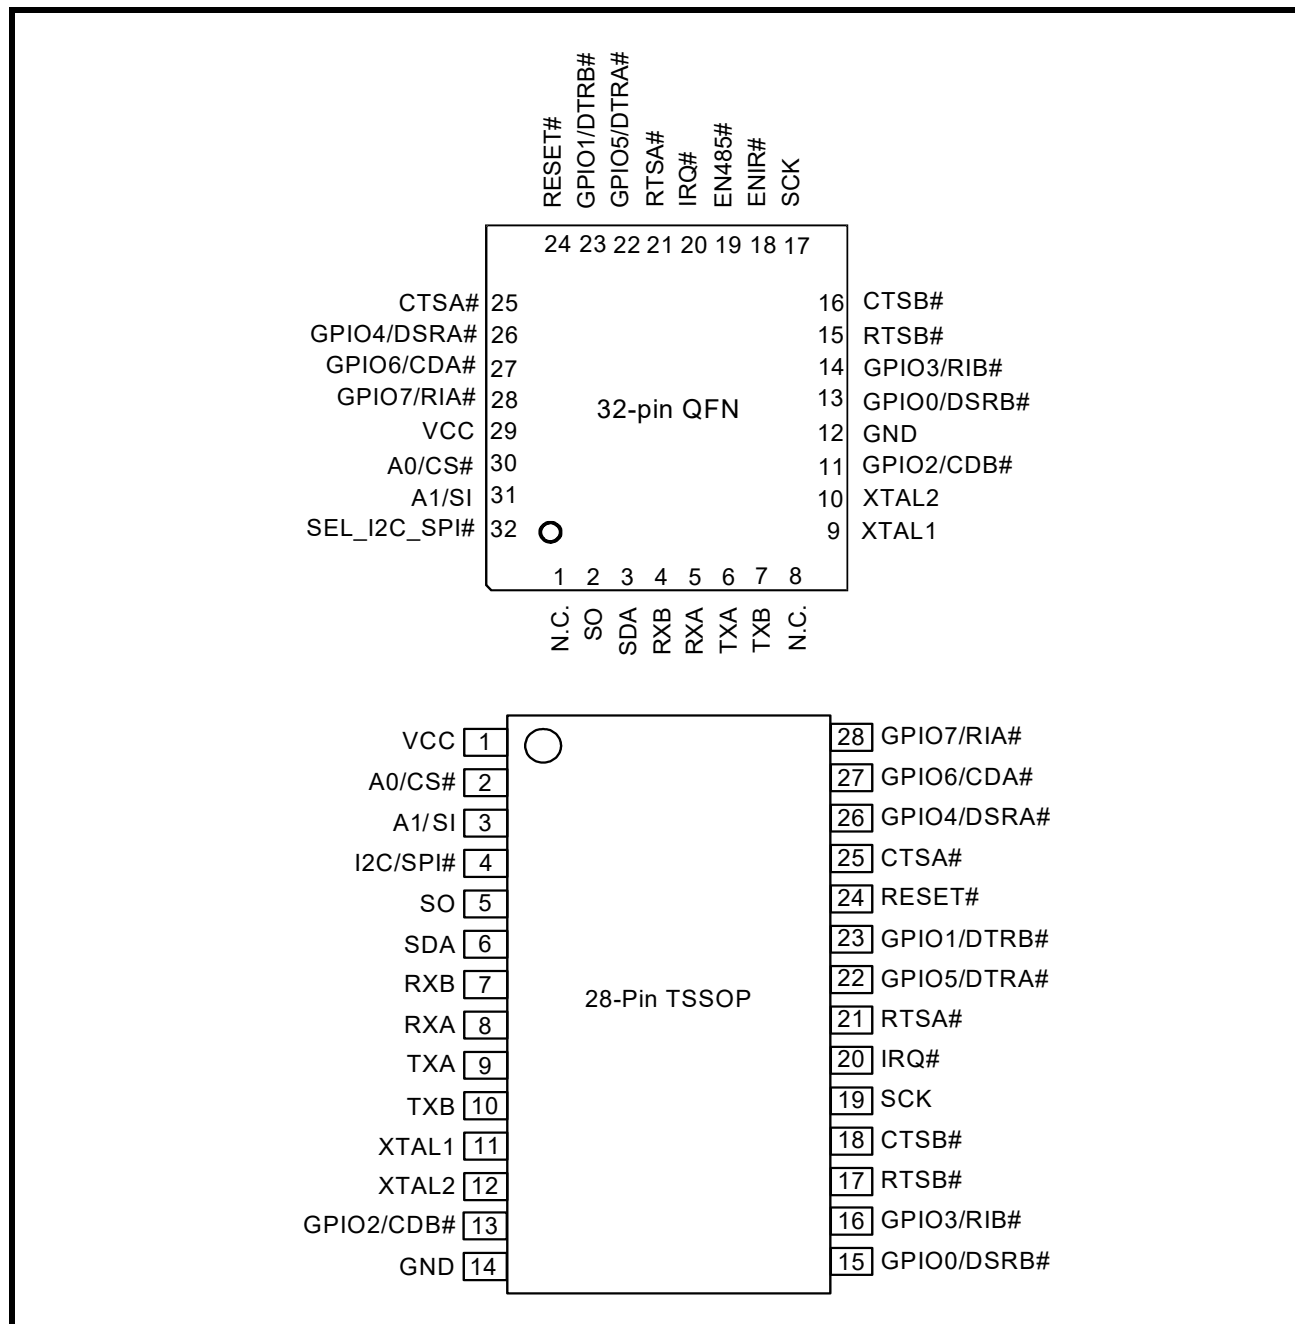 RESET#
GPIO1/DTRB#
GPIO5/DTRA#
RTSA#
IRQ#
EN485#
ENIR#
SCK
24 23 22 21 20 19 18 17
CTSA# 25
GPIO4/DSRA# 26
GPIO6/CDA# 27
GPIO7/RIA# 28
VCC 29
A0/CS# 30
A1/SI 31
SEL_I2C_SPI# 32
32-pin QFN
16 CTSB#
15 RTSB#
14 GPIO3/RIB#
13 GPIO0/DSRB#
12 GND
11 GPIO2/CDB#
10 XTAL2
9 XTAL1
1 2 3 4 5 6 7 8
N.C.
SO
SDA
RXB
RXA
TXA
TXB
N.C.
VCC 1
A0/CS# 2
A1/SI 3
I2C/SPI# 4
SO 5
SDA 6
RXB 7
RXA 8
TXA 9
TXB 10
XTAL1 11
XTAL2 12
GPIO2/CDB# 13
GND 14
28-Pin TSSOP
28 GPIO7/RIA#
27 GPIO6/CDA#
26 GPIO4/DSRA#
25 CTSA#
24 RESET#
23 GPIO1/DTRB#
22 GPIO5/DTRA#
21 RTSA#
20 IRQ#
19 SCK
18 CTSB#
17 RTSB#
16 GPIO3/RIB#
15 GPIO0/DSRB#